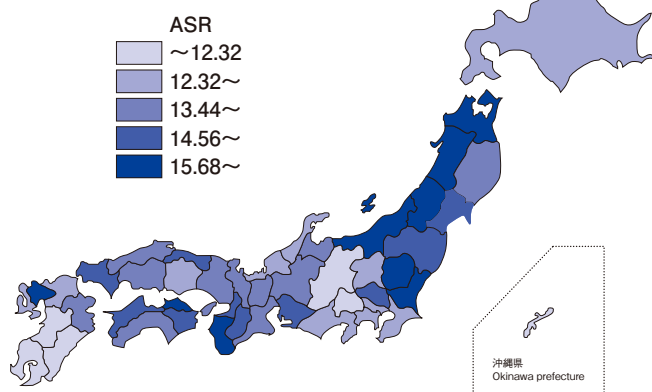 ASR
～12.32
12.32～
13.44～
14.56～
15.68～
沖縄県
Okinawa prefecture